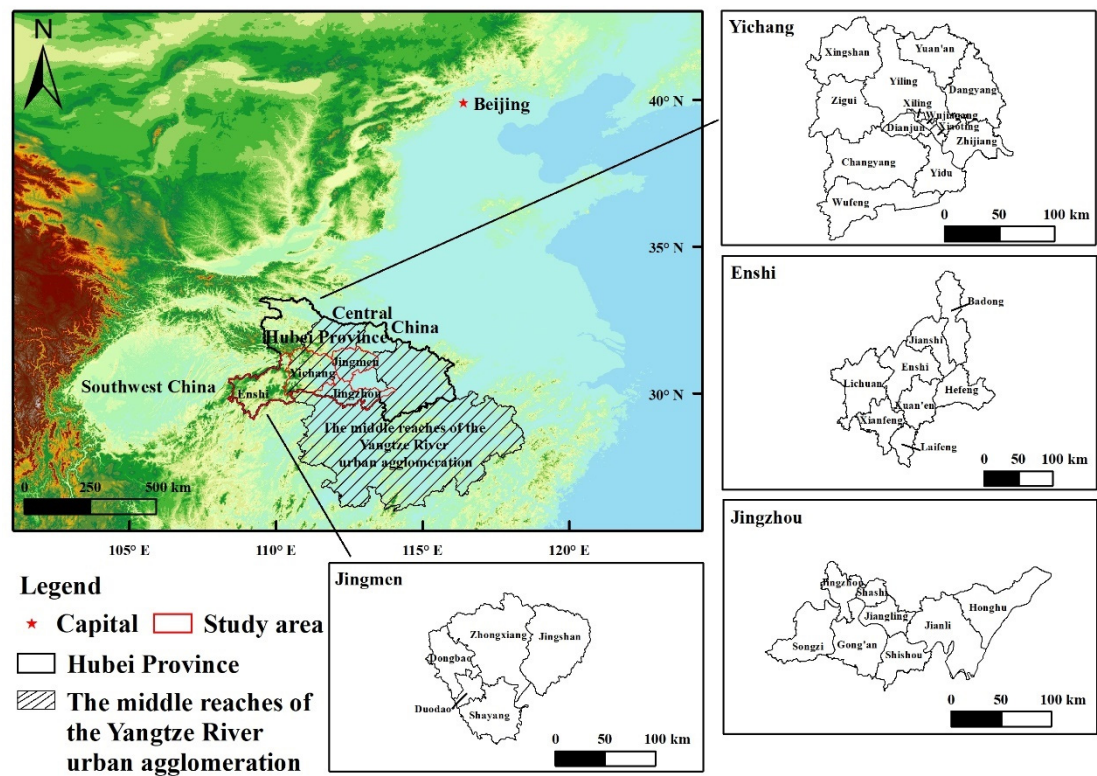 N
Beijing
40° N
35° N
30° N
Central
China
Hubei Province
Jingmen
Yichang
Southwest China
Enshi
Jingzhou
The middle reaches of the
Yangtze River
urban agglomeration
0 250 500 km
105° E 110° E 115° E 120° E
Legend
Capital Study area
Hubei Province
The middle reaches of
the Yangtze River
urban agglomeration
Yichang
Xingshan
Yuan'an
Yiling
Dangyang
Zigui
Xiling
Wujiagang
Dianjun
Xiaoting
Zhijiang
Changyang
Yidu
Wufeng
0 50 100 km
Enshi
Badong
Jianshi
Enshi
Lichuan
Hefeng
Xuan'en
Xianfeng
Laifeng
0 50 100 km
Jingzhou
Jingzhou
Shashi
Honghu
Jiangling
Jianli
Songzi
Gong'an
Shishou
0 50 100 km
Jingmen
Zhongxiang
Jingshan
Dongbao
Duodao
Shayang
0 50 100 km